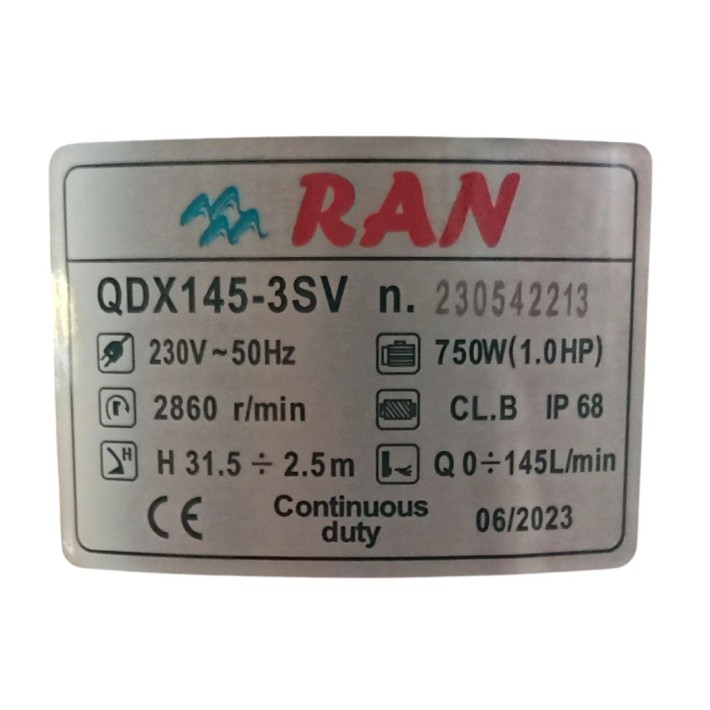 RAN
QDX145-3SV n. 230542213
230V~50Hz 750W(1.0HP)
2860 r/min CL.B IP 68
H H 31.5 ÷ 2.5m Q 0÷145L/min
CE Continuous duty 06/2023